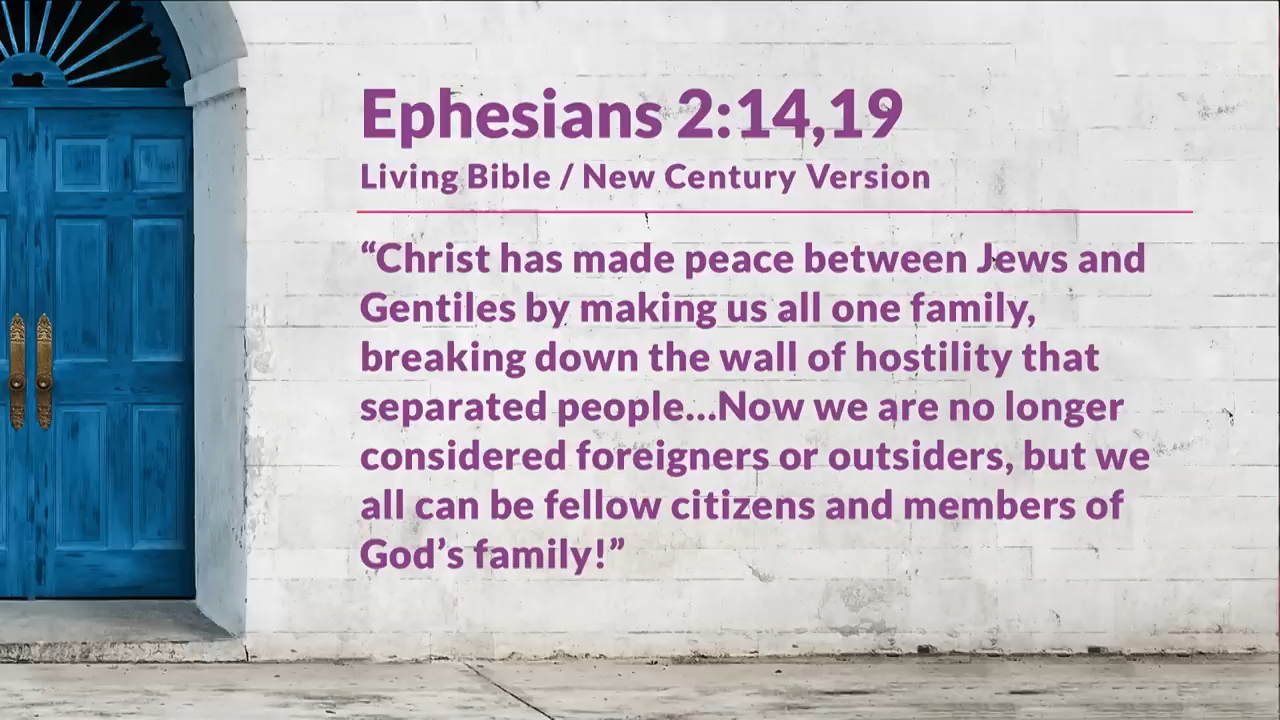 Ephesians 2:14,19
Living Bible / New Century Version
“Christ has made peace between Jews and
Gentiles by making us all one family,
breaking down the wall of hostility that
separated people...Now we are no longer
considered foreigners or outsiders, but we
all can be fellow citizens and members of
God’s family!”